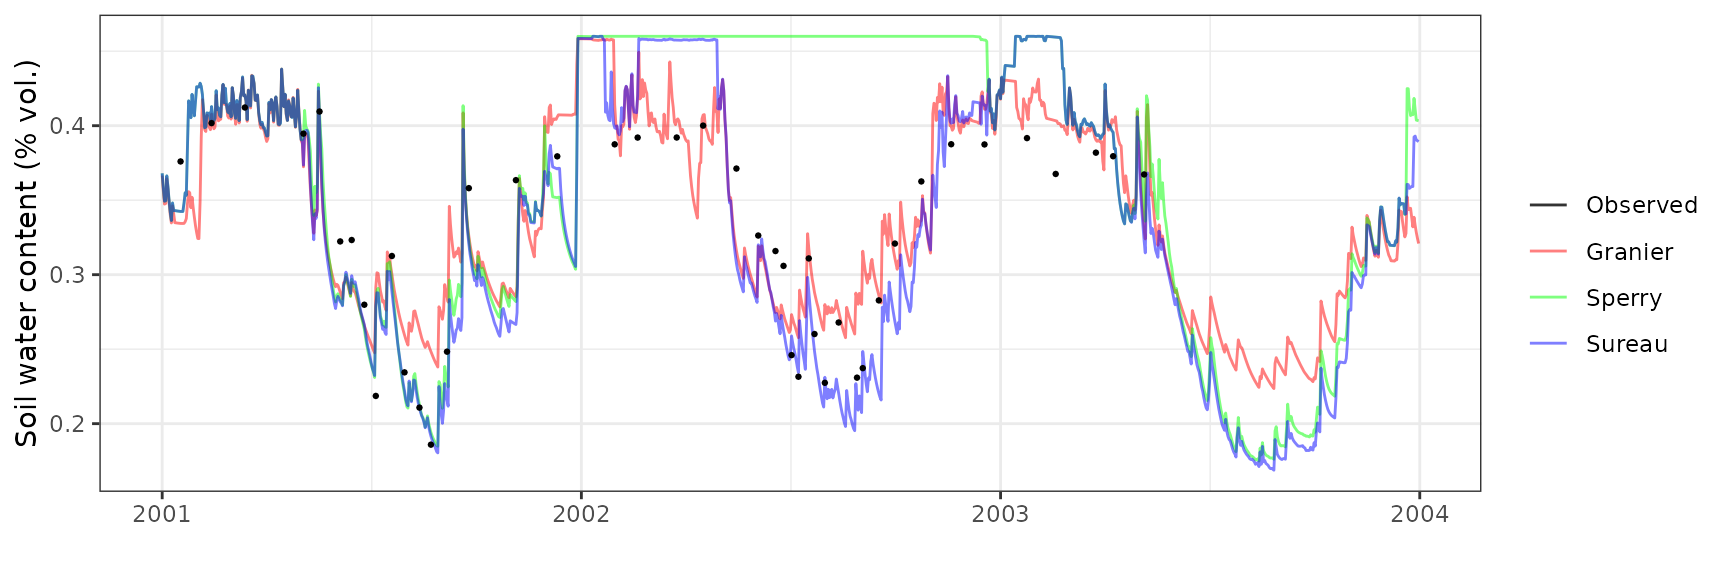 Soil water content (% vol.)
0.4
0.3
0.2
2001 2002 2003 2004
Observed
Granier
Sperry
Sureau